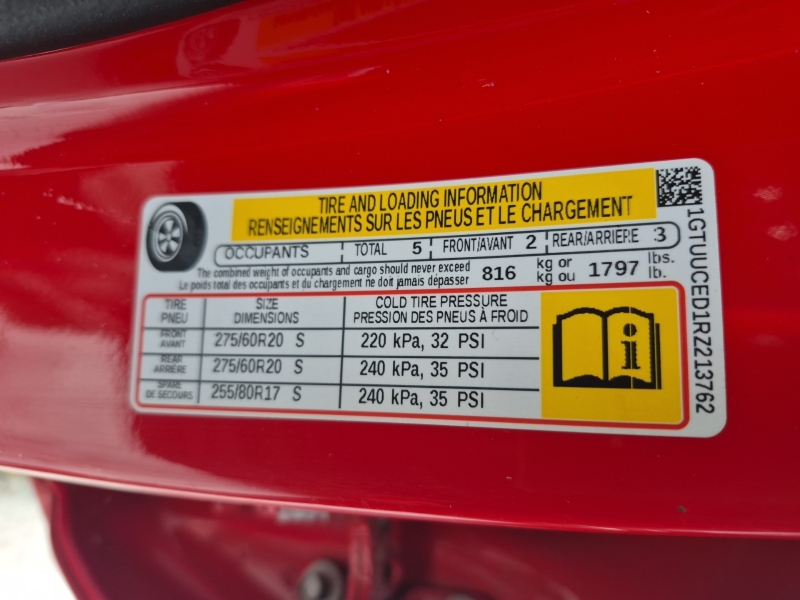 TIRE AND LOADING INFORMATION
RENSEIGNEMENTS SUR LES PNEUS ET LE CHARGEMENT
OCCUPANTS TOTAL 5 FRONT/AVANT 2 REAR/ARRIÈRE 3
The combined weight of occupants and cargo should never exceed 816 kg or 1797 lbs.
Le poids total des occupants et du chargement ne doit jamais dépasser kg ou lb.
TIRE SIZE COLD TIRE PRESSURE
PNEU DIMENSIONS PRESSION DES PNEUS À FROID
FRONT
AVANT 275/60R20 S 220 kPa, 32 PSI
REAR
ARRIÈRE 275/60R20 S 240 kPa, 35 PSI
SPARE
DE SECOURS 255/80R17 S 240 kPa, 35 PSI
1GTUUCED1RZ213762